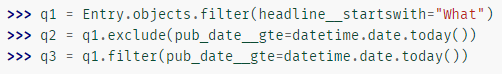 >>> q1 = Entry.objects.filter(headline__startswith="What")
>>> q2 = q1.exclude(pub_date__gte=datetime.date.today())
>>> q3 = q1.filter(pub_date__gte=datetime.date.today())